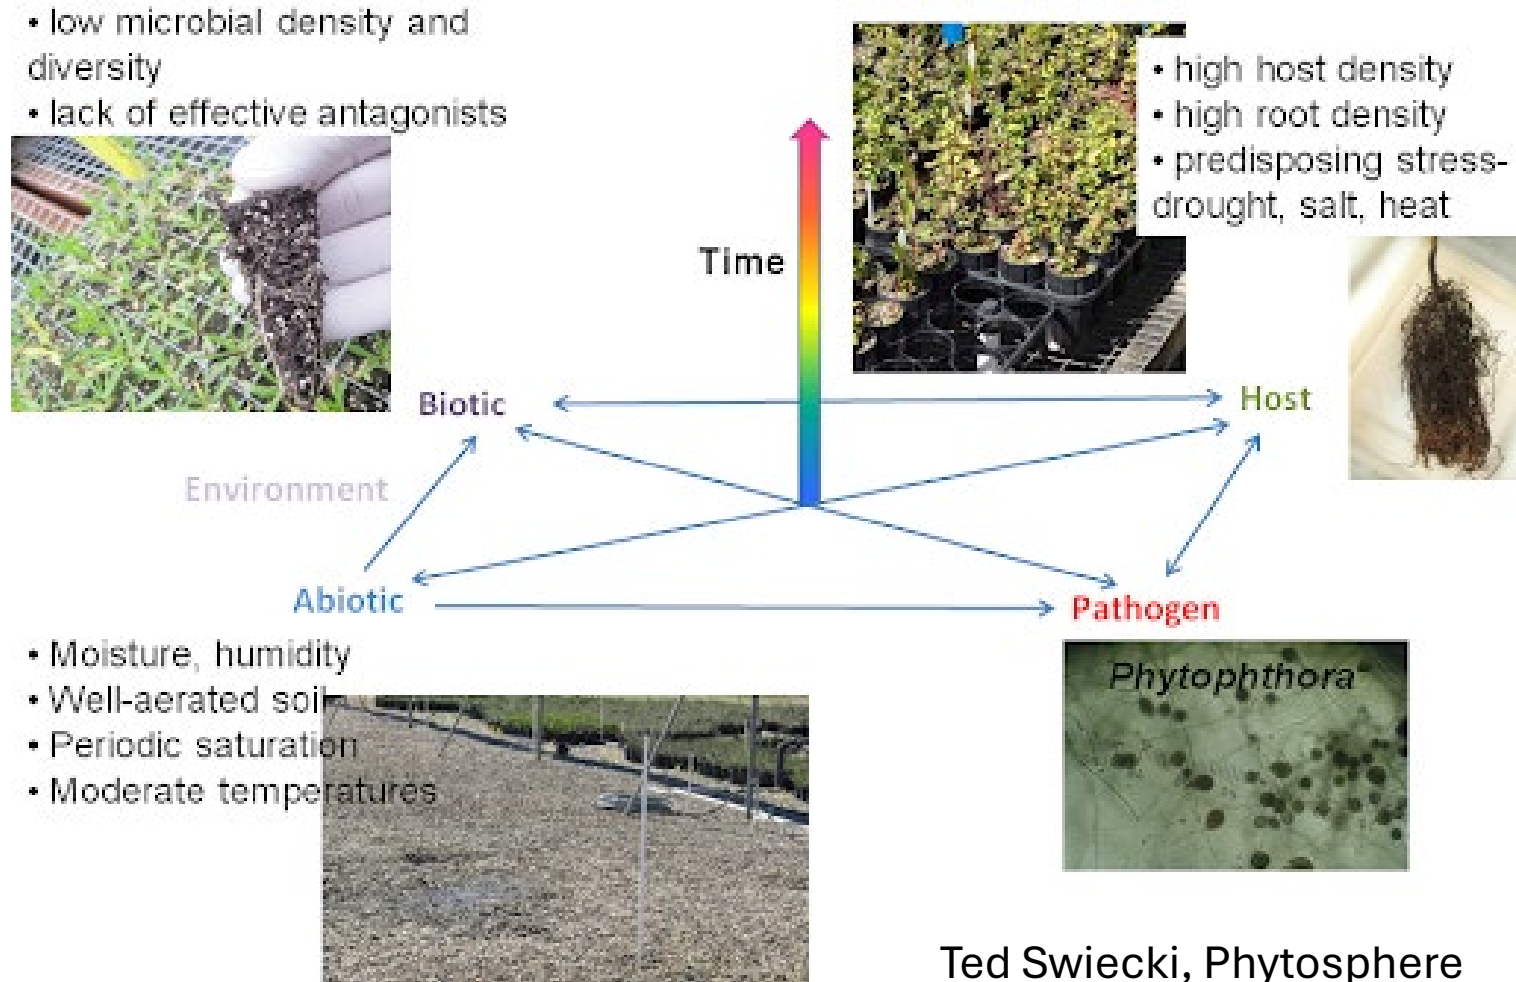 • low microbial density and
diversity
• lack of effective antagonists
• high host density
• high root density
• predisposing stress-
drought, salt, heat
Time
Biotic
Host
Environment
Abiotic
Pathogen
• Moisture, humidity
• Well-aerated soil
• Periodic saturation
• Moderate temperatures
Phytophthora
Ted Swiecki, Phytosphere